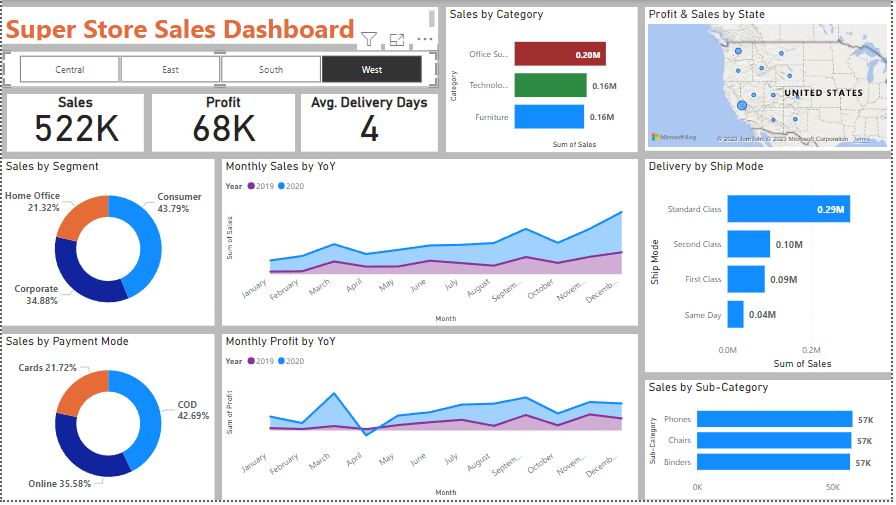 Super Store Sales Dashboard
Central
East
South
West
Sales
522K
Profit
68K
Avg. Delivery Days
4
Sales by Category
Category
Office Su...
0.20M
Technolo...
0.16M
Furniture
0.16M
Sum of Sales
Profit & Sales by State
UNITED STATES
Microsoft Bing
© 2023 TomTom, © 2023 Microsoft Corporation Terms
Sales by Segment
Home Office
21.32%
Consumer
43.79%
Corporate
34.88%
Monthly Sales by YoY
Year 2019 2020
Sum of Sales
January
February
March
April
May
June
July
August
Septem...
October
Novem...
Decemb...
Month
Delivery by Ship Mode
Ship Mode
Standard Class
0.29M
Second Class
0.10M
First Class
0.09M
Same Day
0.04M
0.0M
0.2M
Sum of Sales
Sales by Payment Mode
Cards 21.72%
COD
42.69%
Online 35.58%
Monthly Profit by YoY
Year 2019 2020
Sum of Profit
January
February
March
April
May
June
July
August
Septem...
October
Novem...
Decemb...
Month
Sales by Sub-Category
Sub-Category
Phones
57K
Chairs
57K
Binders
57K
0K
50K